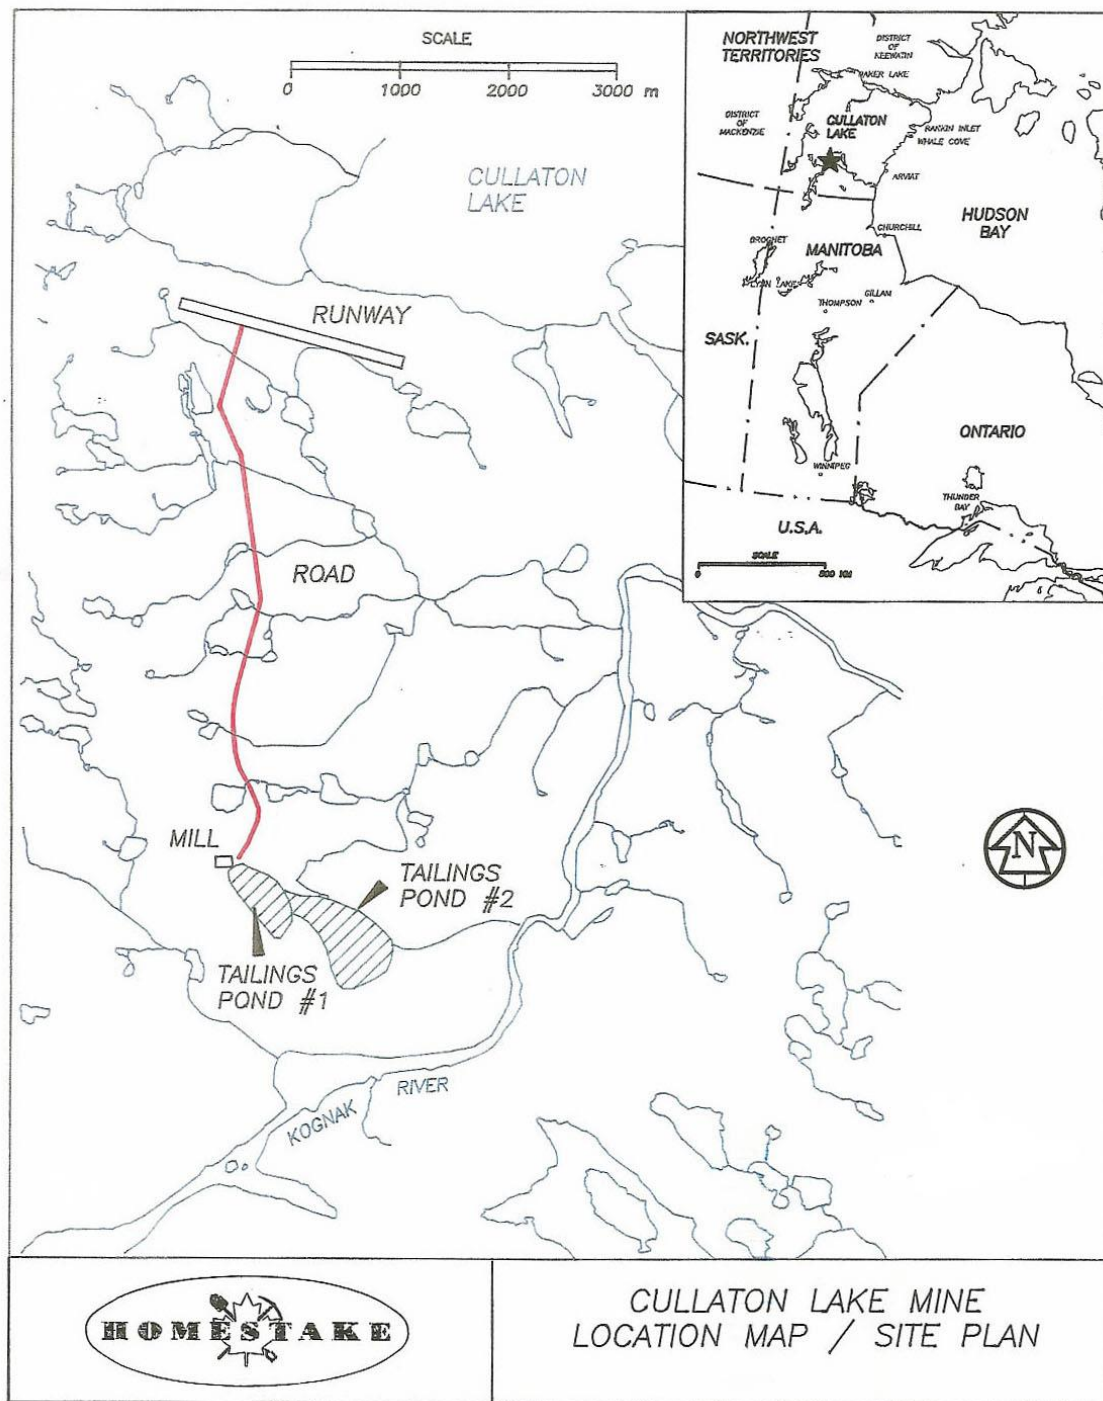 SCALE
0 1000 2000 3000 m
CULLATON
LAKE
RUNWAY
ROAD
MILL
TAILINGS
POND #2
TAILINGS
POND #1
KOGNAK
RIVER
N
NORTHWEST
TERRITORIES
DISTRICT
OF
KEEWATIN
BAKER LAKE
DISTRICT
OF
MACKENZIE
CULLATON
LAKE
RANKIN INLET
WHALE COVE
ARVIAT
HUDSON
BAY
CHURCHILL
BROCHET
MANITOBA
LYNN LAKE
GILLAM
THOMPSON
SASK.
ONTARIO
WINNIPEG
THUNDER
BAY
U.S.A.
SCALE
0 500 KM
HOMESTAKE
CULLATON LAKE MINE
LOCATION MAP / SITE PLAN